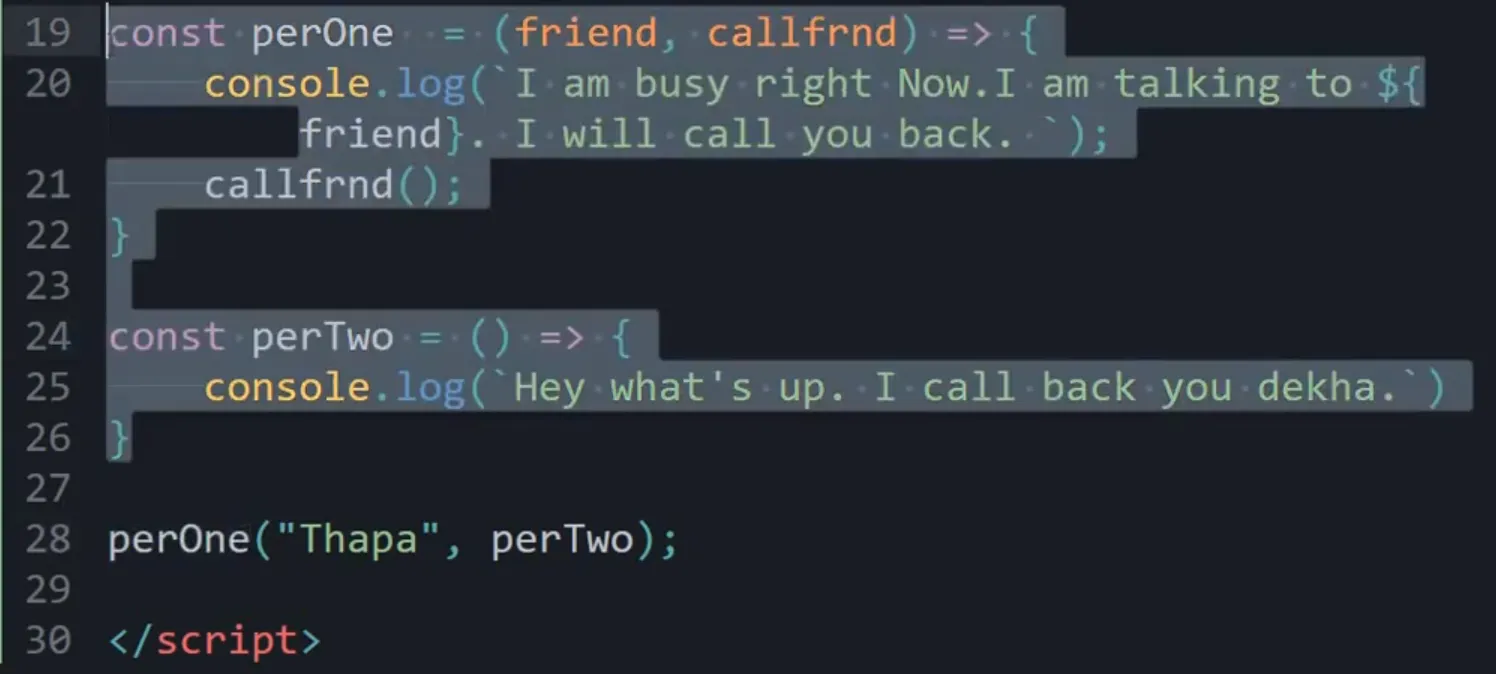 19 const perOne  = (friend, callfrnd) => {
20     console.log(`I am busy right Now.I am talking to ${
friend}. I will call you back. `);
21     callfrnd();
22 }
23
24 const perTwo = () => {
25     console.log(`Hey what's up. I call back you dekha.`)
26 }
27
28 perOne("Thapa", perTwo);
29
30 </script>